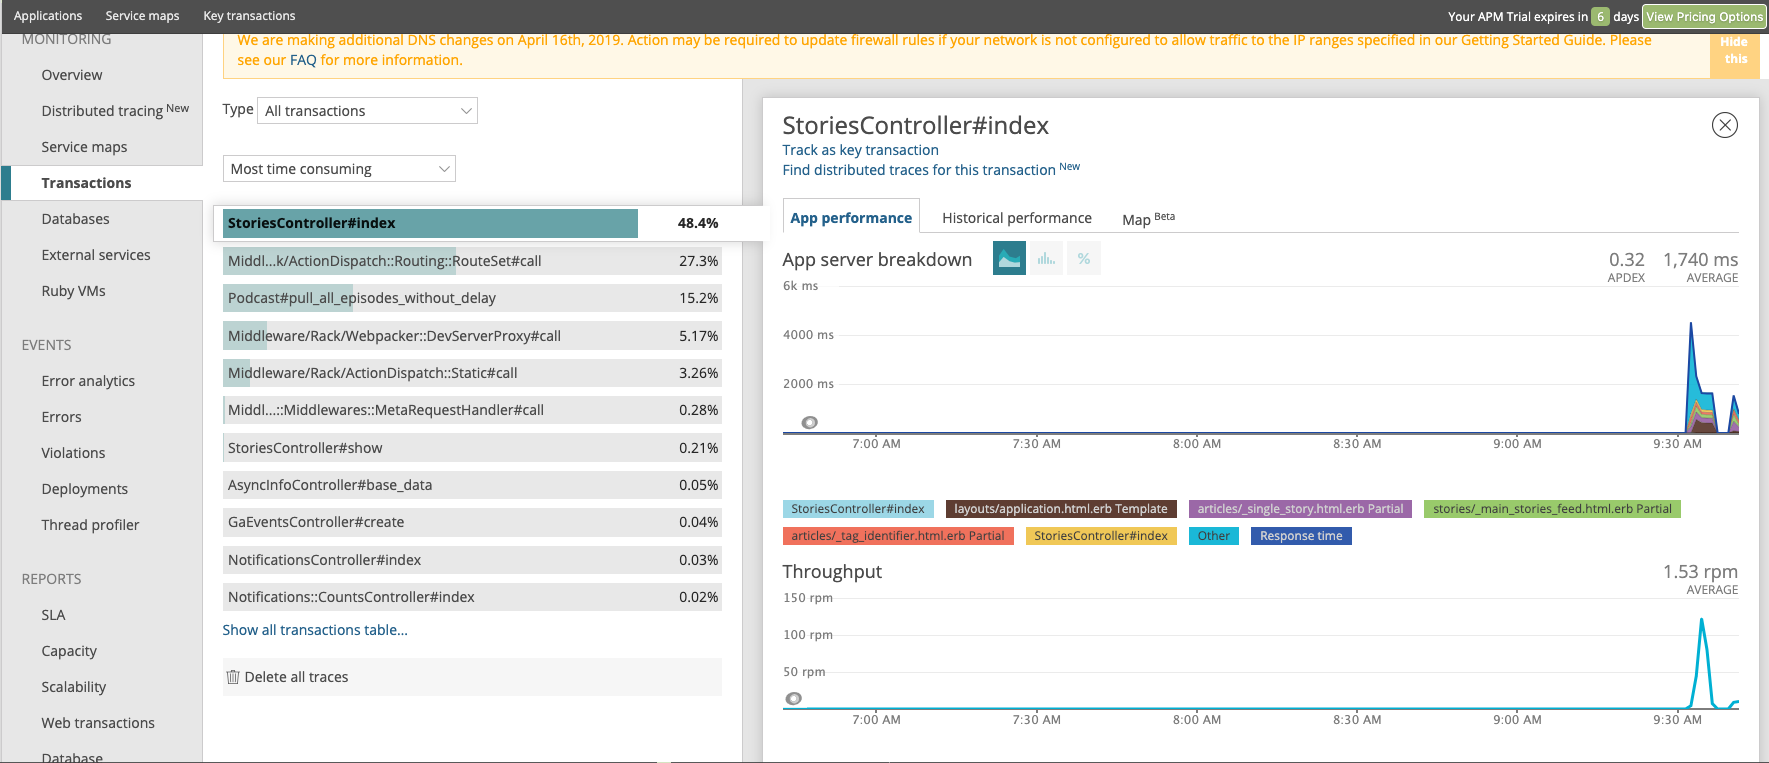 Applications Service maps Key transactions Your APM Trial expires in 6 days View Pricing Options
MONITORING
Overview
Distributed tracing New
Service maps
Transactions
Databases
External services
Ruby VMs
EVENTS
Error analytics
Errors
Violations
Deployments
Thread profiler
REPORTS
SLA
Capacity
Scalability
Web transactions
Database
We are making additional DNS changes on April 16th, 2019. Action may be required to update firewall rules if your network is not configured to allow traffic to the IP ranges specified in our Getting Started Guide. Please
see our FAQ for more information.
Hide
this
Type All transactions
Most time consuming
StoriesController#index 48.4%
Middl...k/ActionDispatch::Routing::RouteSet#call 27.3%
Podcast#pull_all_episodes_without_delay 15.2%
Middleware/Rack/Webpacker::DevServerProxy#call 5.17%
Middleware/Rack/ActionDispatch::Static#call 3.26%
Middl...::Middlewares::MetaRequestHandler#call 0.28%
StoriesController#show 0.21%
AsyncInfoController#base_data 0.05%
GaEventsController#create 0.04%
NotificationsController#index 0.03%
Notifications::CountsController#index 0.02%
Show all transactions table...
Delete all traces
StoriesController#index
Track as key transaction
Find distributed traces for this transaction New
App performance Historical performance Map Beta
App server breakdown % 0.32 1,740 ms
APDEX AVERAGE
6k ms
4000 ms
2000 ms
7:00 AM 7:30 AM 8:00 AM 8:30 AM 9:00 AM 9:30 AM
StoriesController#index layouts/application.html.erb Template articles/_single_story.html.erb Partial stories/_main_stories_feed.html.erb Partial
articles/_tag_identifier.html.erb Partial StoriesController#index Other Response time
Throughput 1.53 rpm
AVERAGE
150 rpm
100 rpm
50 rpm
7:00 AM 7:30 AM 8:00 AM 8:30 AM 9:00 AM 9:30 AM